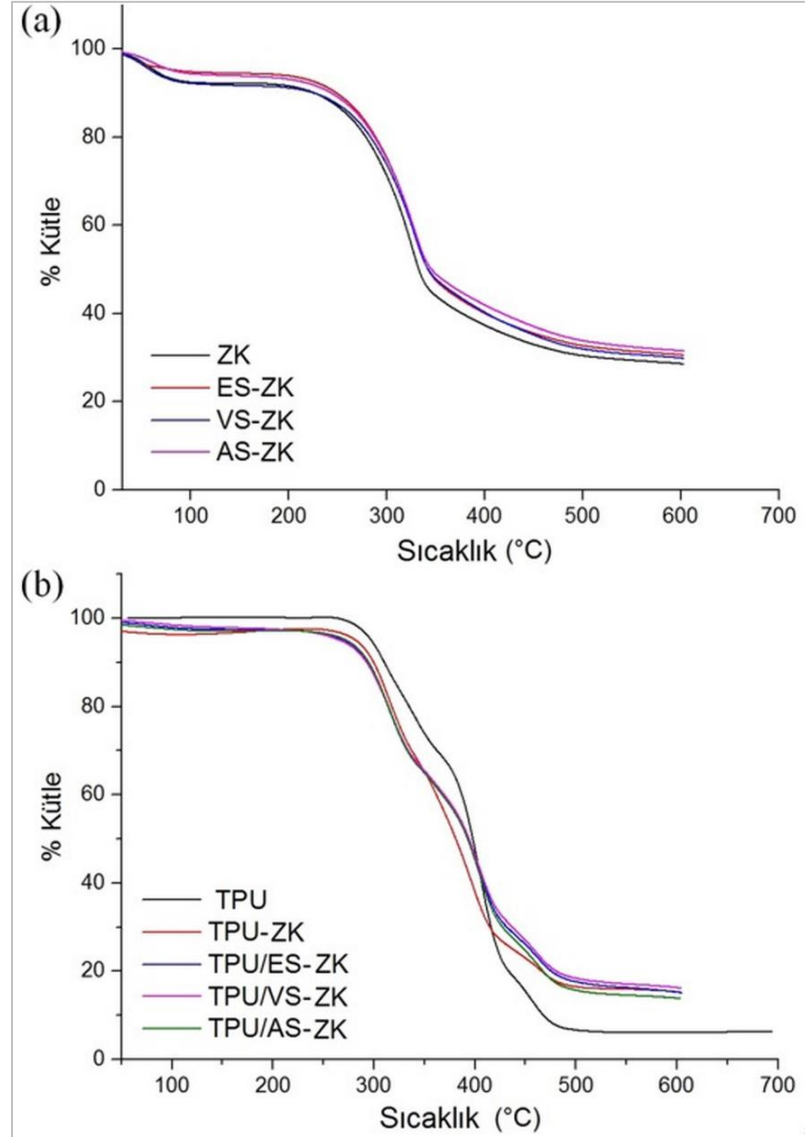 (a)
100
80
60
40
20
0
% Kütle
ZK
ES-ZK
VS-ZK
AS-ZK
100 200 300 400 500 600 700
Sıcaklık (°C)
(b)
100
80
60
40
20
0
% Kütle
TPU
TPU-ZK
TPU/ES-ZK
TPU/VS-ZK
TPU/AS-ZK
100 200 300 400 500 600 700
Sıcaklık (°C)